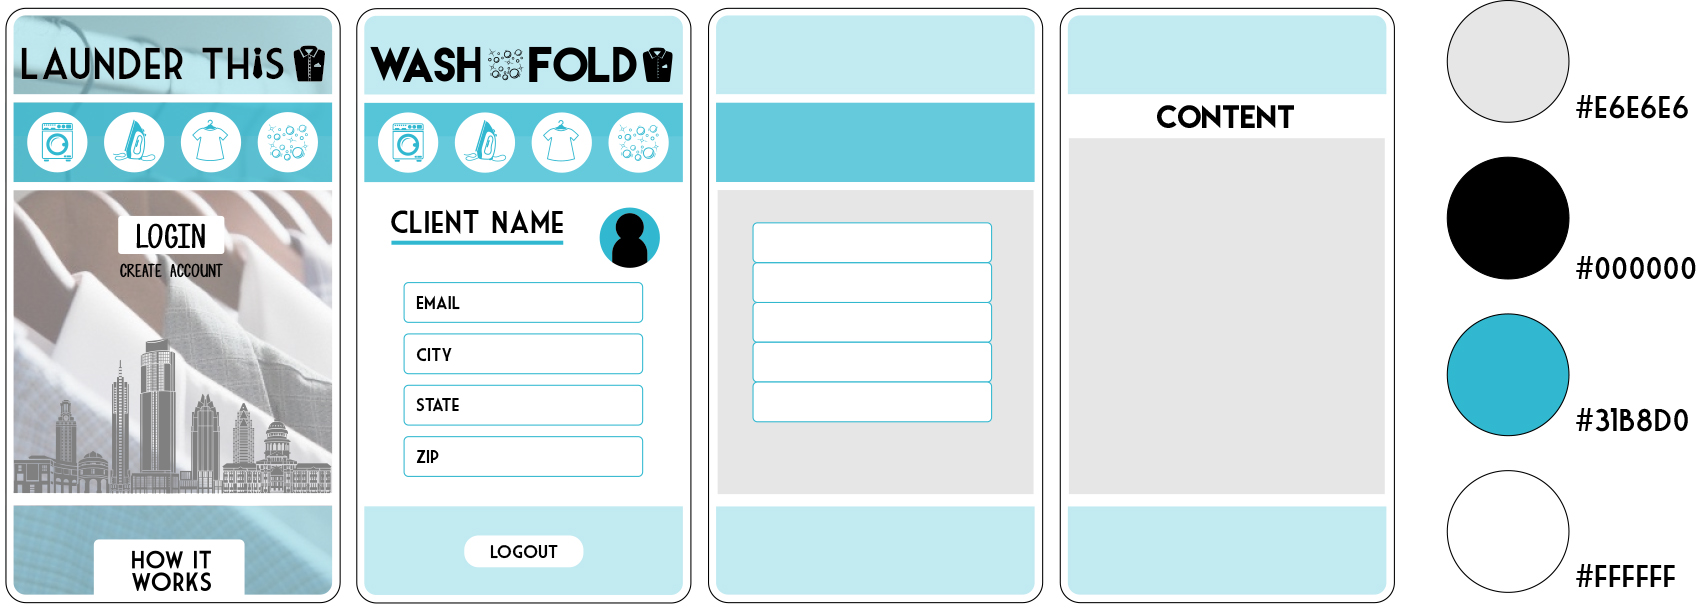 LAUNDER THIS
LOGIN
CREATE ACCOUNT
HOW IT
WORKS
WASH FOLD
CLIENT NAME
EMAIL
CITY
STATE
ZIP
LOGOUT
CONTENT
#E6E6E6
#000000
#31B8D0
#FFFFFF